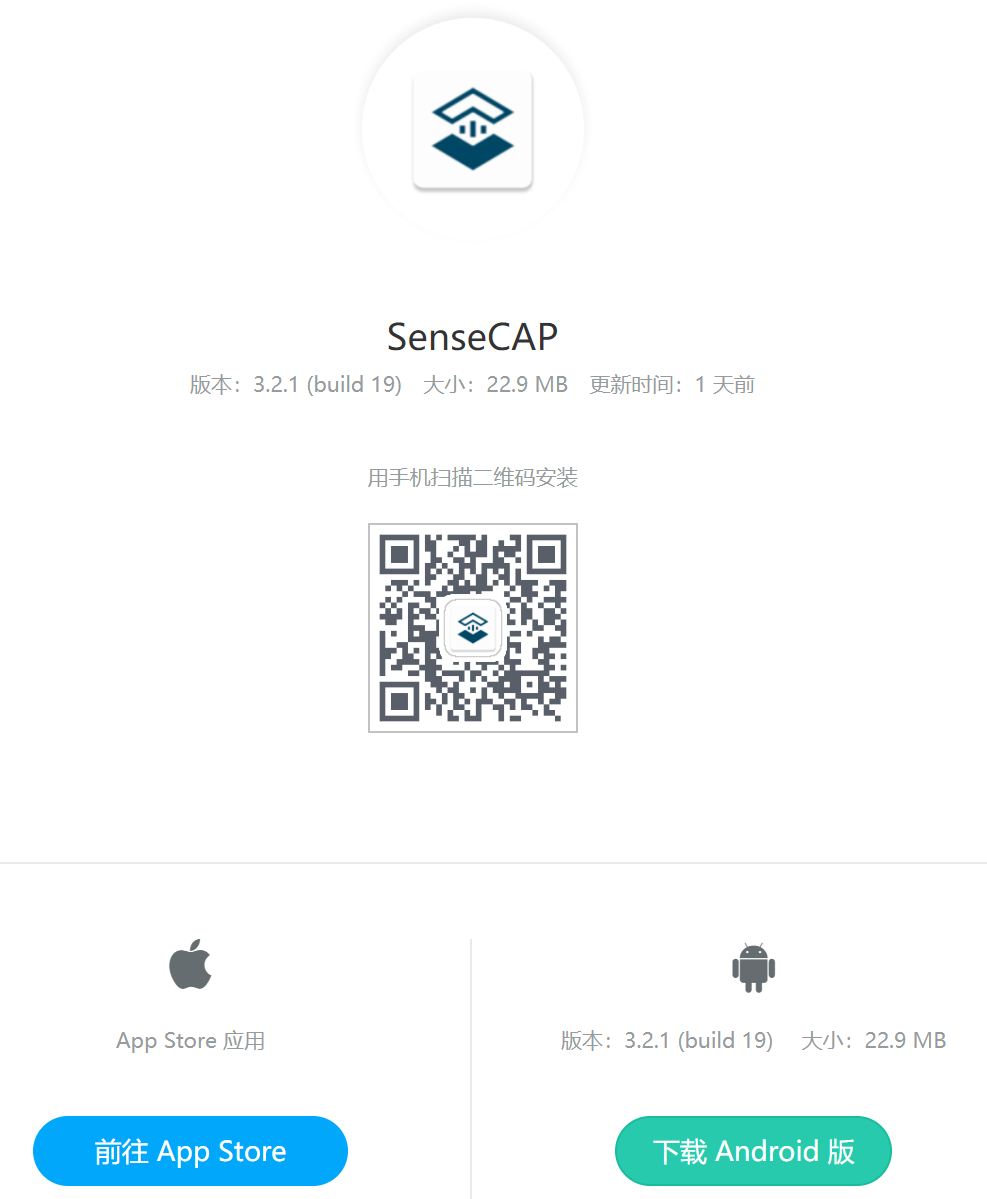 SenseCAP
版本：3.2.1 (build 19) 大小：22.9 MB 更新时间：1 天前
用手机扫描二维码安装
App Store 应用
前往 App Store
版本：3.2.1 (build 19) 大小：22.9 MB
下载 Android 版